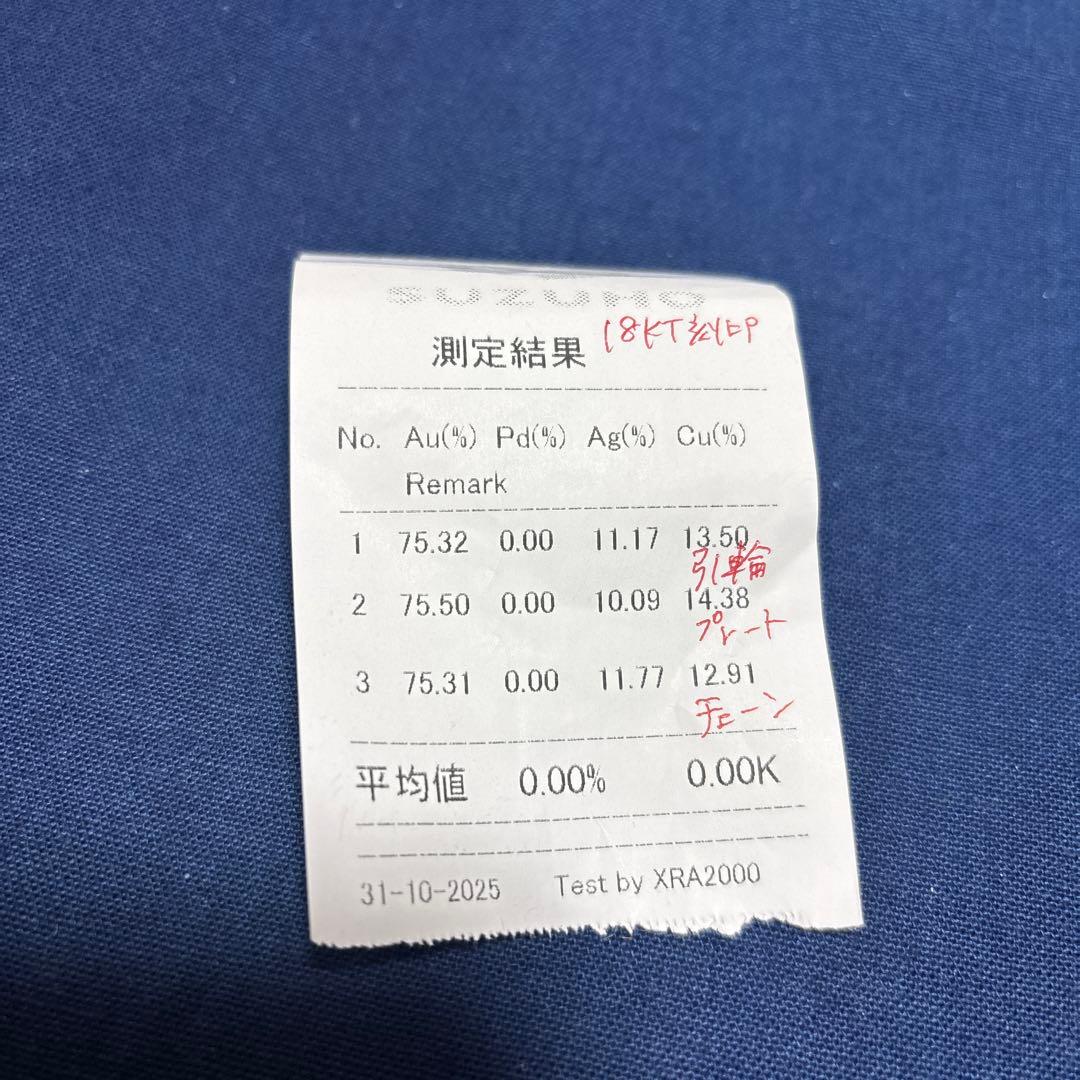 SUZUHO
測定結果 18KT刻印
No. Au(%) Pd(%) Ag(%) Cu(%)
Remark
1 75.32 0.00 11.17 13.50
引輪
2 75.50 0.00 10.09 14.38
プレート
3 75.31 0.00 11.77 12.91
チェーン
平均値 0.00% 0.00K
31-10-2025 Test by XRA2000